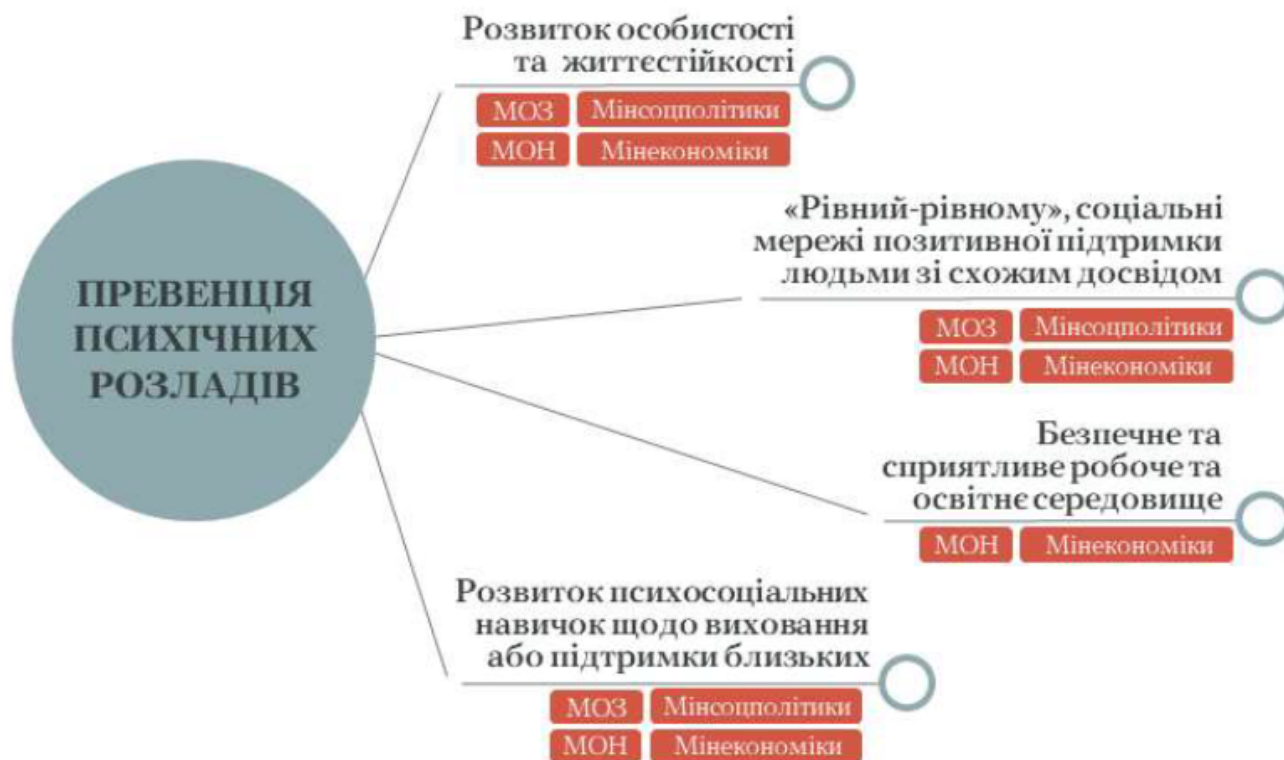 Розвиток особистості
та життєстійкості
МОЗ Мінсоцполітики
МОН Мінекономіки
«Рівний-рівному», соціальні
мережі позитивної підтримки
людьми зі схожим досвідом
МОЗ Мінсоцполітики
МОН Мінекономіки
ПРЕВЕНЦІЯ
ПСИХІЧНИХ
РОЗЛАДІВ
Безпечне та
сприятливе робоче та
освітнє середовище
МОН Мінекономіки
Розвиток психосоціальних
навичок щодо виховання
або підтримки близьких
МОЗ Мінсоцполітики
МОН Мінекономіки